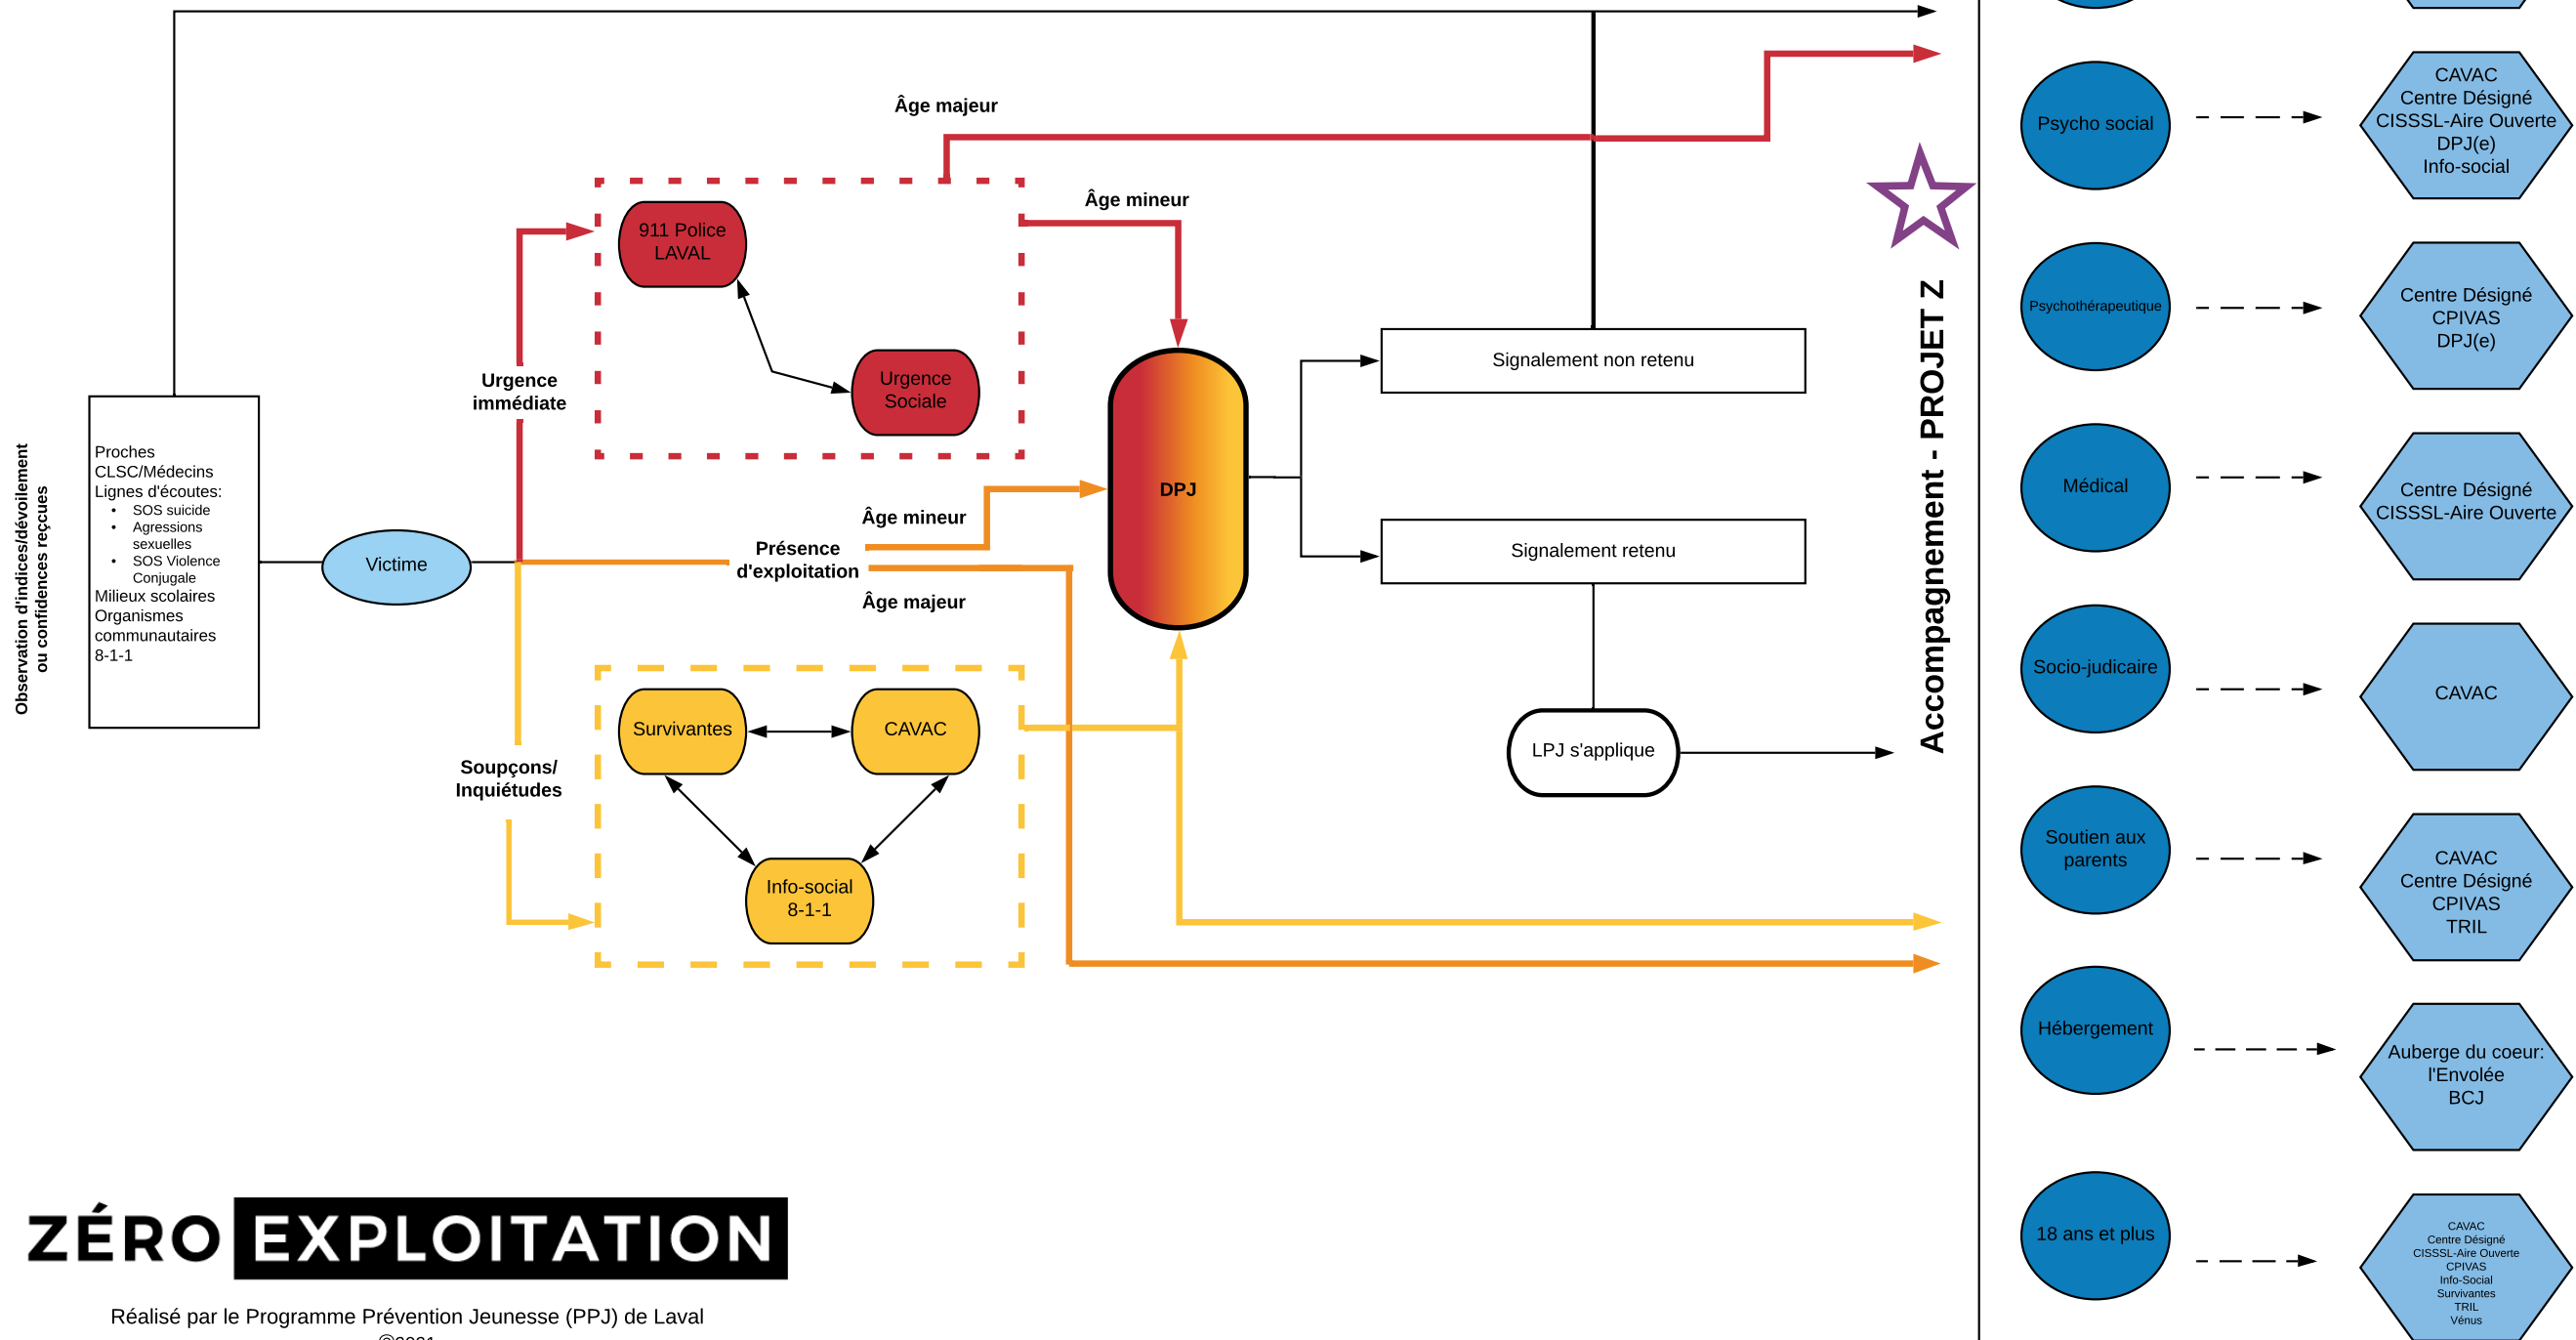 Observation d'indices/dévoilement
ou confidences reçcues
Proches
CLSC/Médecins
Lignes d'écoutes:
• SOS suicide
• Agressions
sexuelles
• SOS Violence
Conjugale
Milieux scolaires
Organismes
communautaires
8-1-1
Victime
Urgence
immédiate
Présence
d'exploitation
Soupçons/
Inquiétudes
Âge majeur
Âge mineur
911 Police
LAVAL
Urgence
Sociale
Âge mineur
Âge majeur
Survivantes
CAVAC
Info-social
8-1-1
DPJ
Signalement non retenu
Signalement retenu
LPJ s'applique
Accompagnement - PROJET Z
Psycho social
CAVAC
Centre Désigné
CISSSL-Aire Ouverte
DPJ(e)
Info-social
Psychothérapeutique
Centre Désigné
CPIVAS
DPJ(e)
Médical
Centre Désigné
CISSSL-Aire Ouverte
Socio-judicaire
CAVAC
Soutien aux
parents
CAVAC
Centre Désigné
CPIVAS
TRIL
Hébergement
Auberge du coeur:
l'Envolée
BCJ
18 ans et plus
CAVAC
Centre Désigné
CISSSL-Aire Ouverte
CPIVAS
Info-Social
Survivantes
TRIL
Vénus
ZÉRO EXPLOITATION
Réalisé par le Programme Prévention Jeunesse (PPJ) de Laval